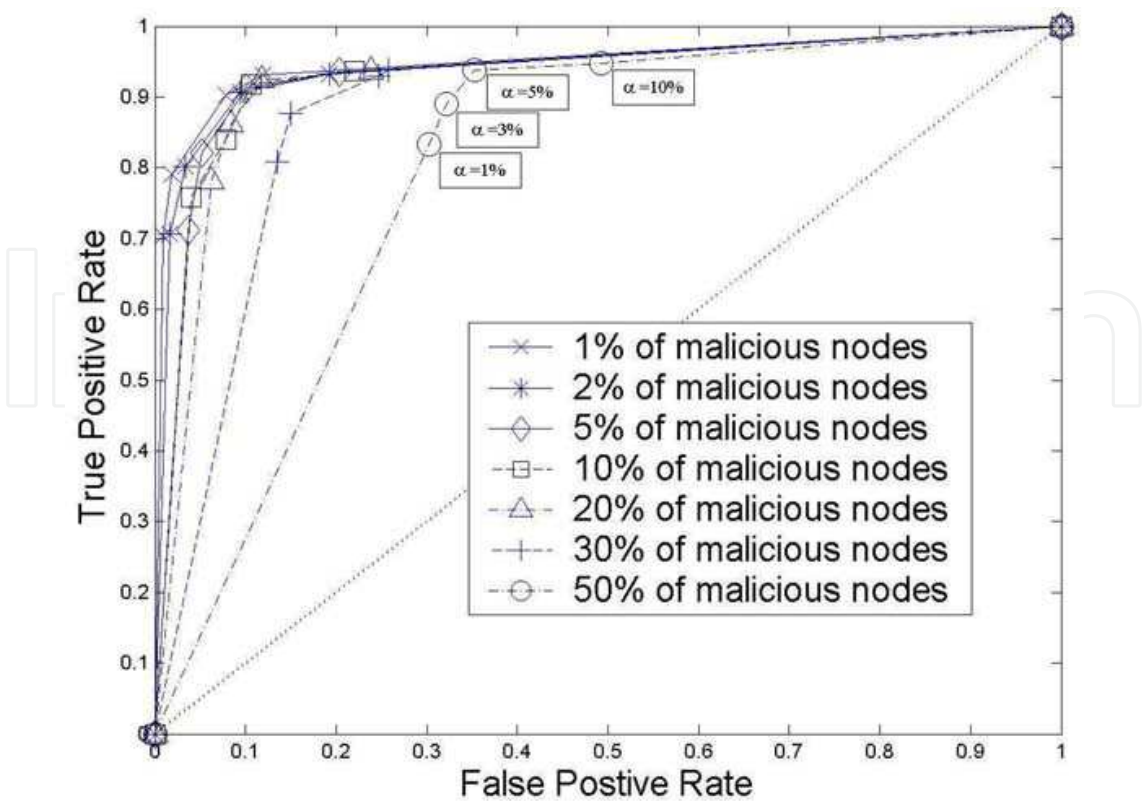 1
0.9
0.8
0.7
0.6
0.5
0.4
0.3
0.2
0.1
0
True Positive Rate
α =5%
α =10%
α =3%
α =1%
1% of malicious nodes
2% of malicious nodes
5% of malicious nodes
10% of malicious nodes
20% of malicious nodes
30% of malicious nodes
50% of malicious nodes
0 0.1 0.2 0.3 0.4 0.5 0.6 0.7 0.8 0.9 1
False Postive Rate